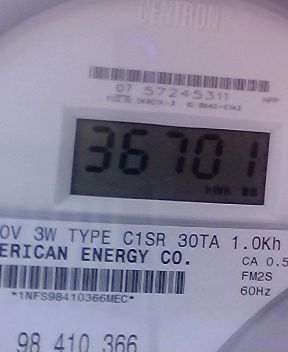 CENTRON®
07 57245311
36701
kWh
0V 3W TYPE C1SR 30TA 1.0Kh
ERICAN ENERGY CO. CA 0.5
FM2S
*1NFS98410366MEC* 60Hz
98 410 366